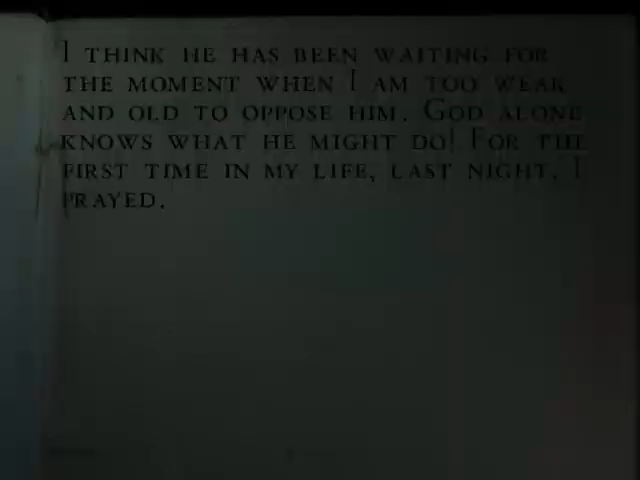 I THINK HE HAS BEEN WAITING FOR
THE MOMENT WHEN I AM TOO WEAK
AND OLD TO OPPOSE HIM. GOD ALONE
KNOWS WHAT HE MIGHT DO! FOR THE
FIRST TIME IN MY LIFE, LAST NIGHT, I
PRAYED.